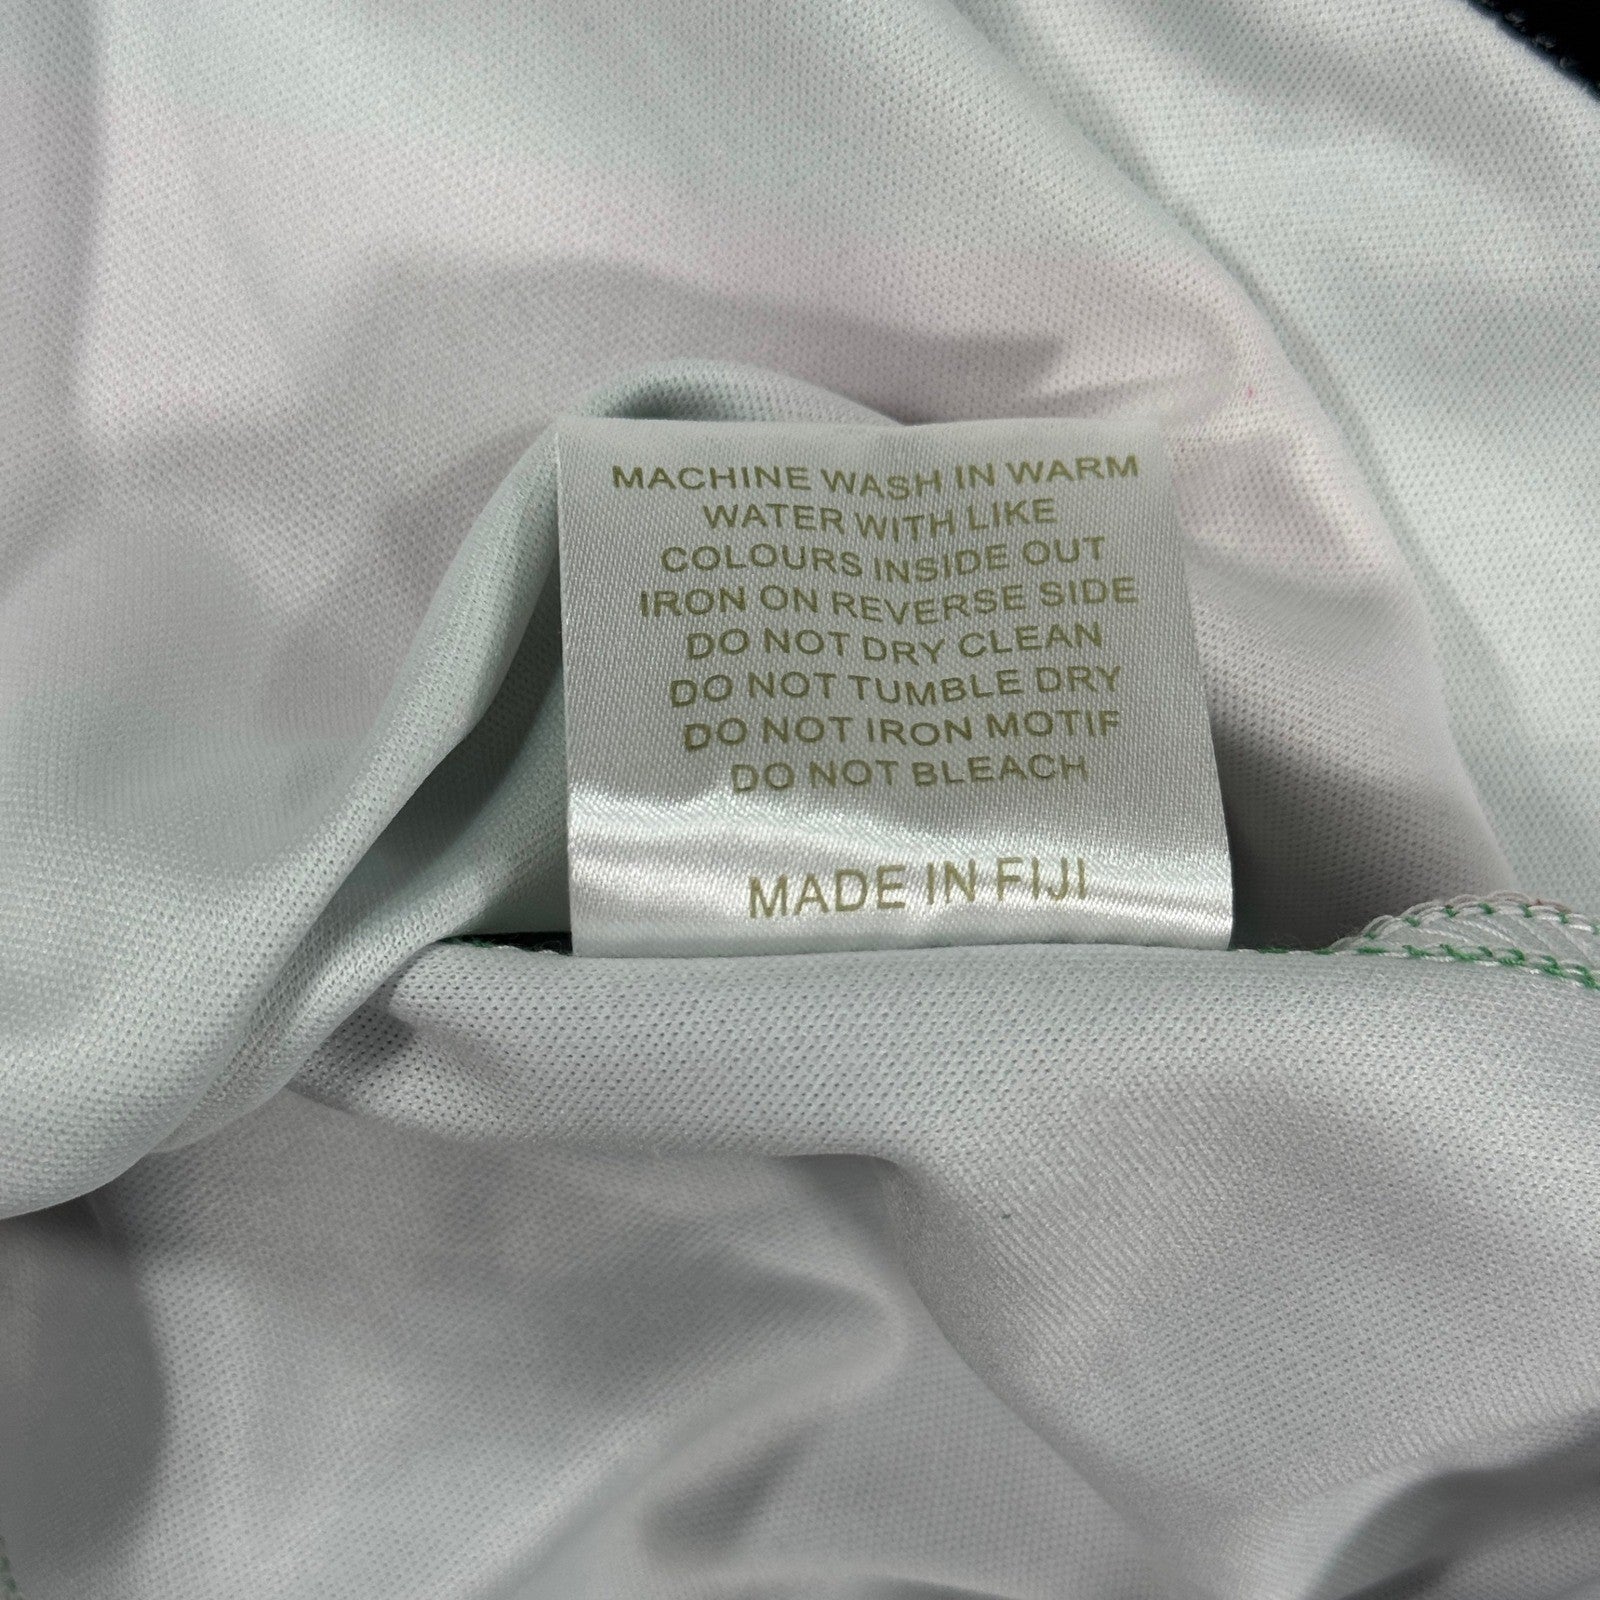 MACHINE WASH IN WARM
WATER WITH LIKE
COLOURS INSIDE OUT
IRON ON REVERSE SIDE
DO NOT DRY CLEAN
DO NOT TUMBLE DRY
DO NOT IRON MOTIF
DO NOT BLEACH
MADE IN FIJI